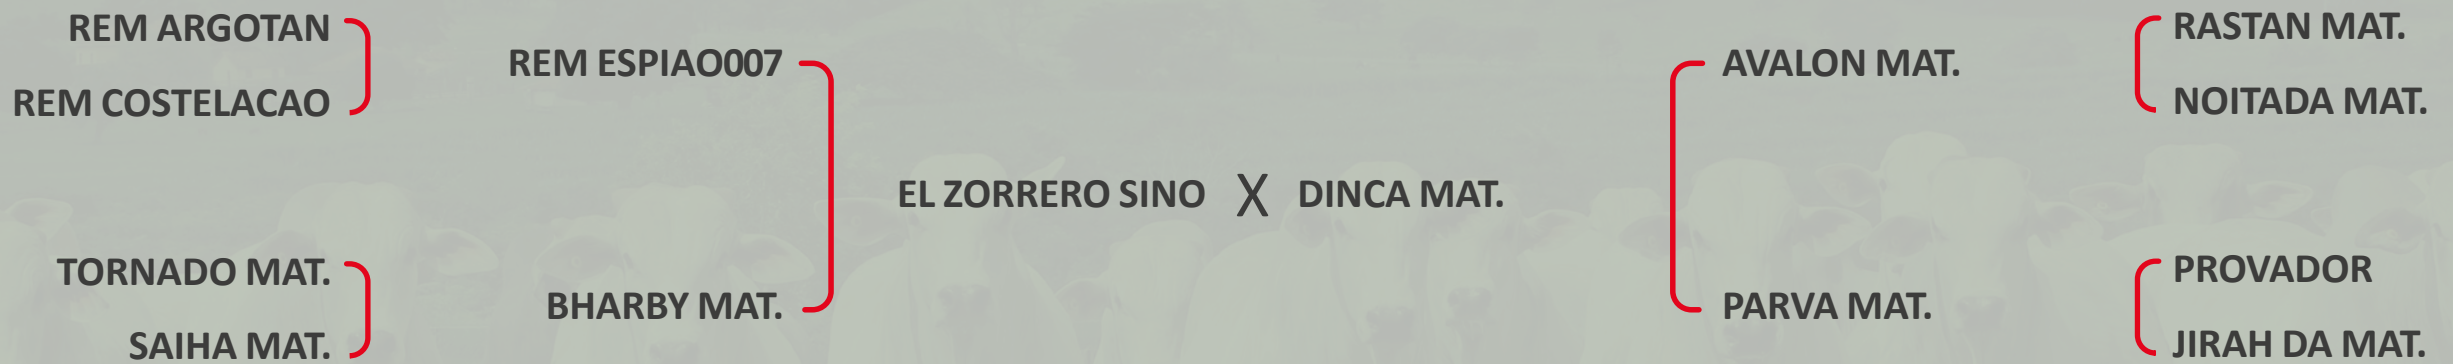 REM ARGOTAN
REM COSTELACAO
REM ESPIAO007
TORNADO MAT.
SAIHA MAT.
BHARBY MAT.
EL ZORRERO SINO X DINCA MAT.
AVALON MAT.
RASTAN MAT.
NOITADA MAT.
PARVA MAT.
PROVADOR
JIRAH DA MAT.